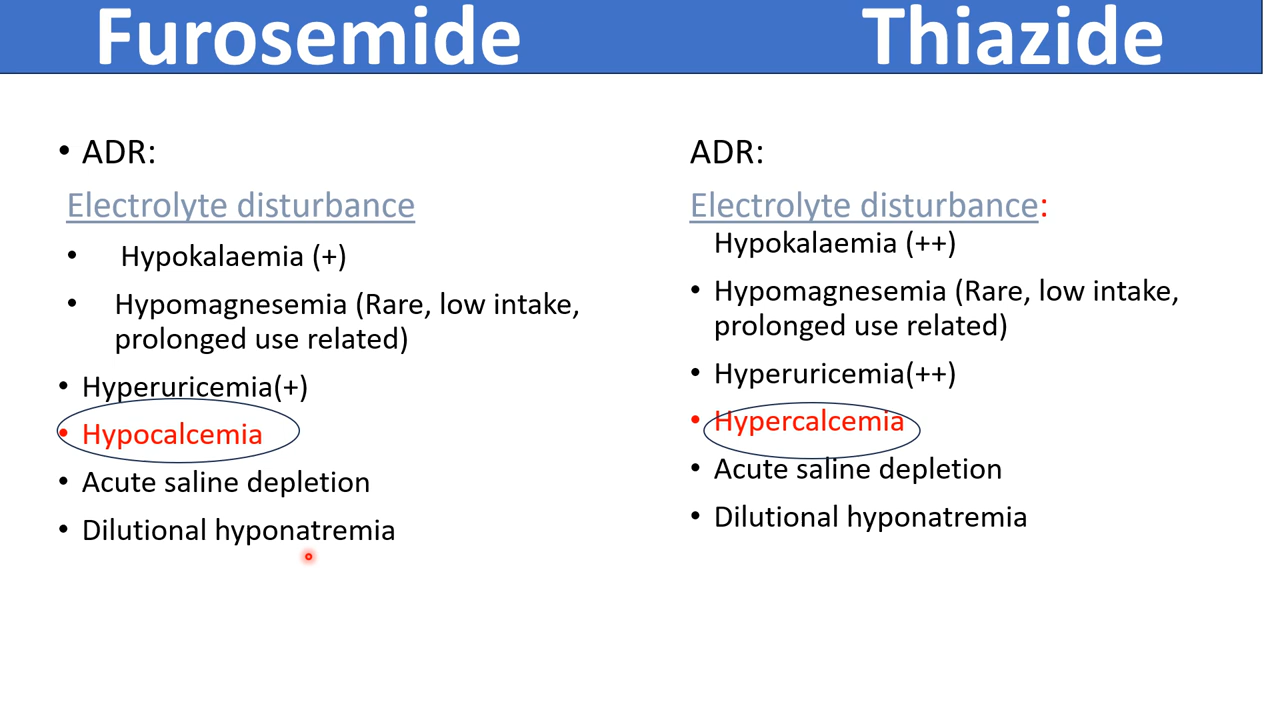 Furosemide
Thiazide
• ADR:
Electrolyte disturbance
• Hypokalaemia (+)
• Hypomagnesemia (Rare, low intake,
prolonged use related)
• Hyperuricemia(+)
• Hypocalcemia
• Acute saline depletion
• Dilutional hyponatremia
ADR:
Electrolyte disturbance:
Hypokalaemia (++)
• Hypomagnesemia (Rare, low intake,
prolonged use related)
• Hyperuricemia(++)
• Hypercalcemia
• Acute saline depletion
• Dilutional hyponatremia